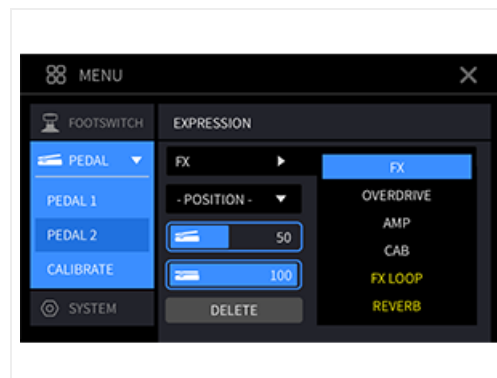 MENU
FOOTSWITCH
EXPRESSION
PEDAL
FX
FX
PEDAL 1
- POSITION -
OVERDRIVE
AMP
PEDAL 2
50
CAB
CALIBRATE
100
FX LOOP
SYSTEM
DELETE
REVERB